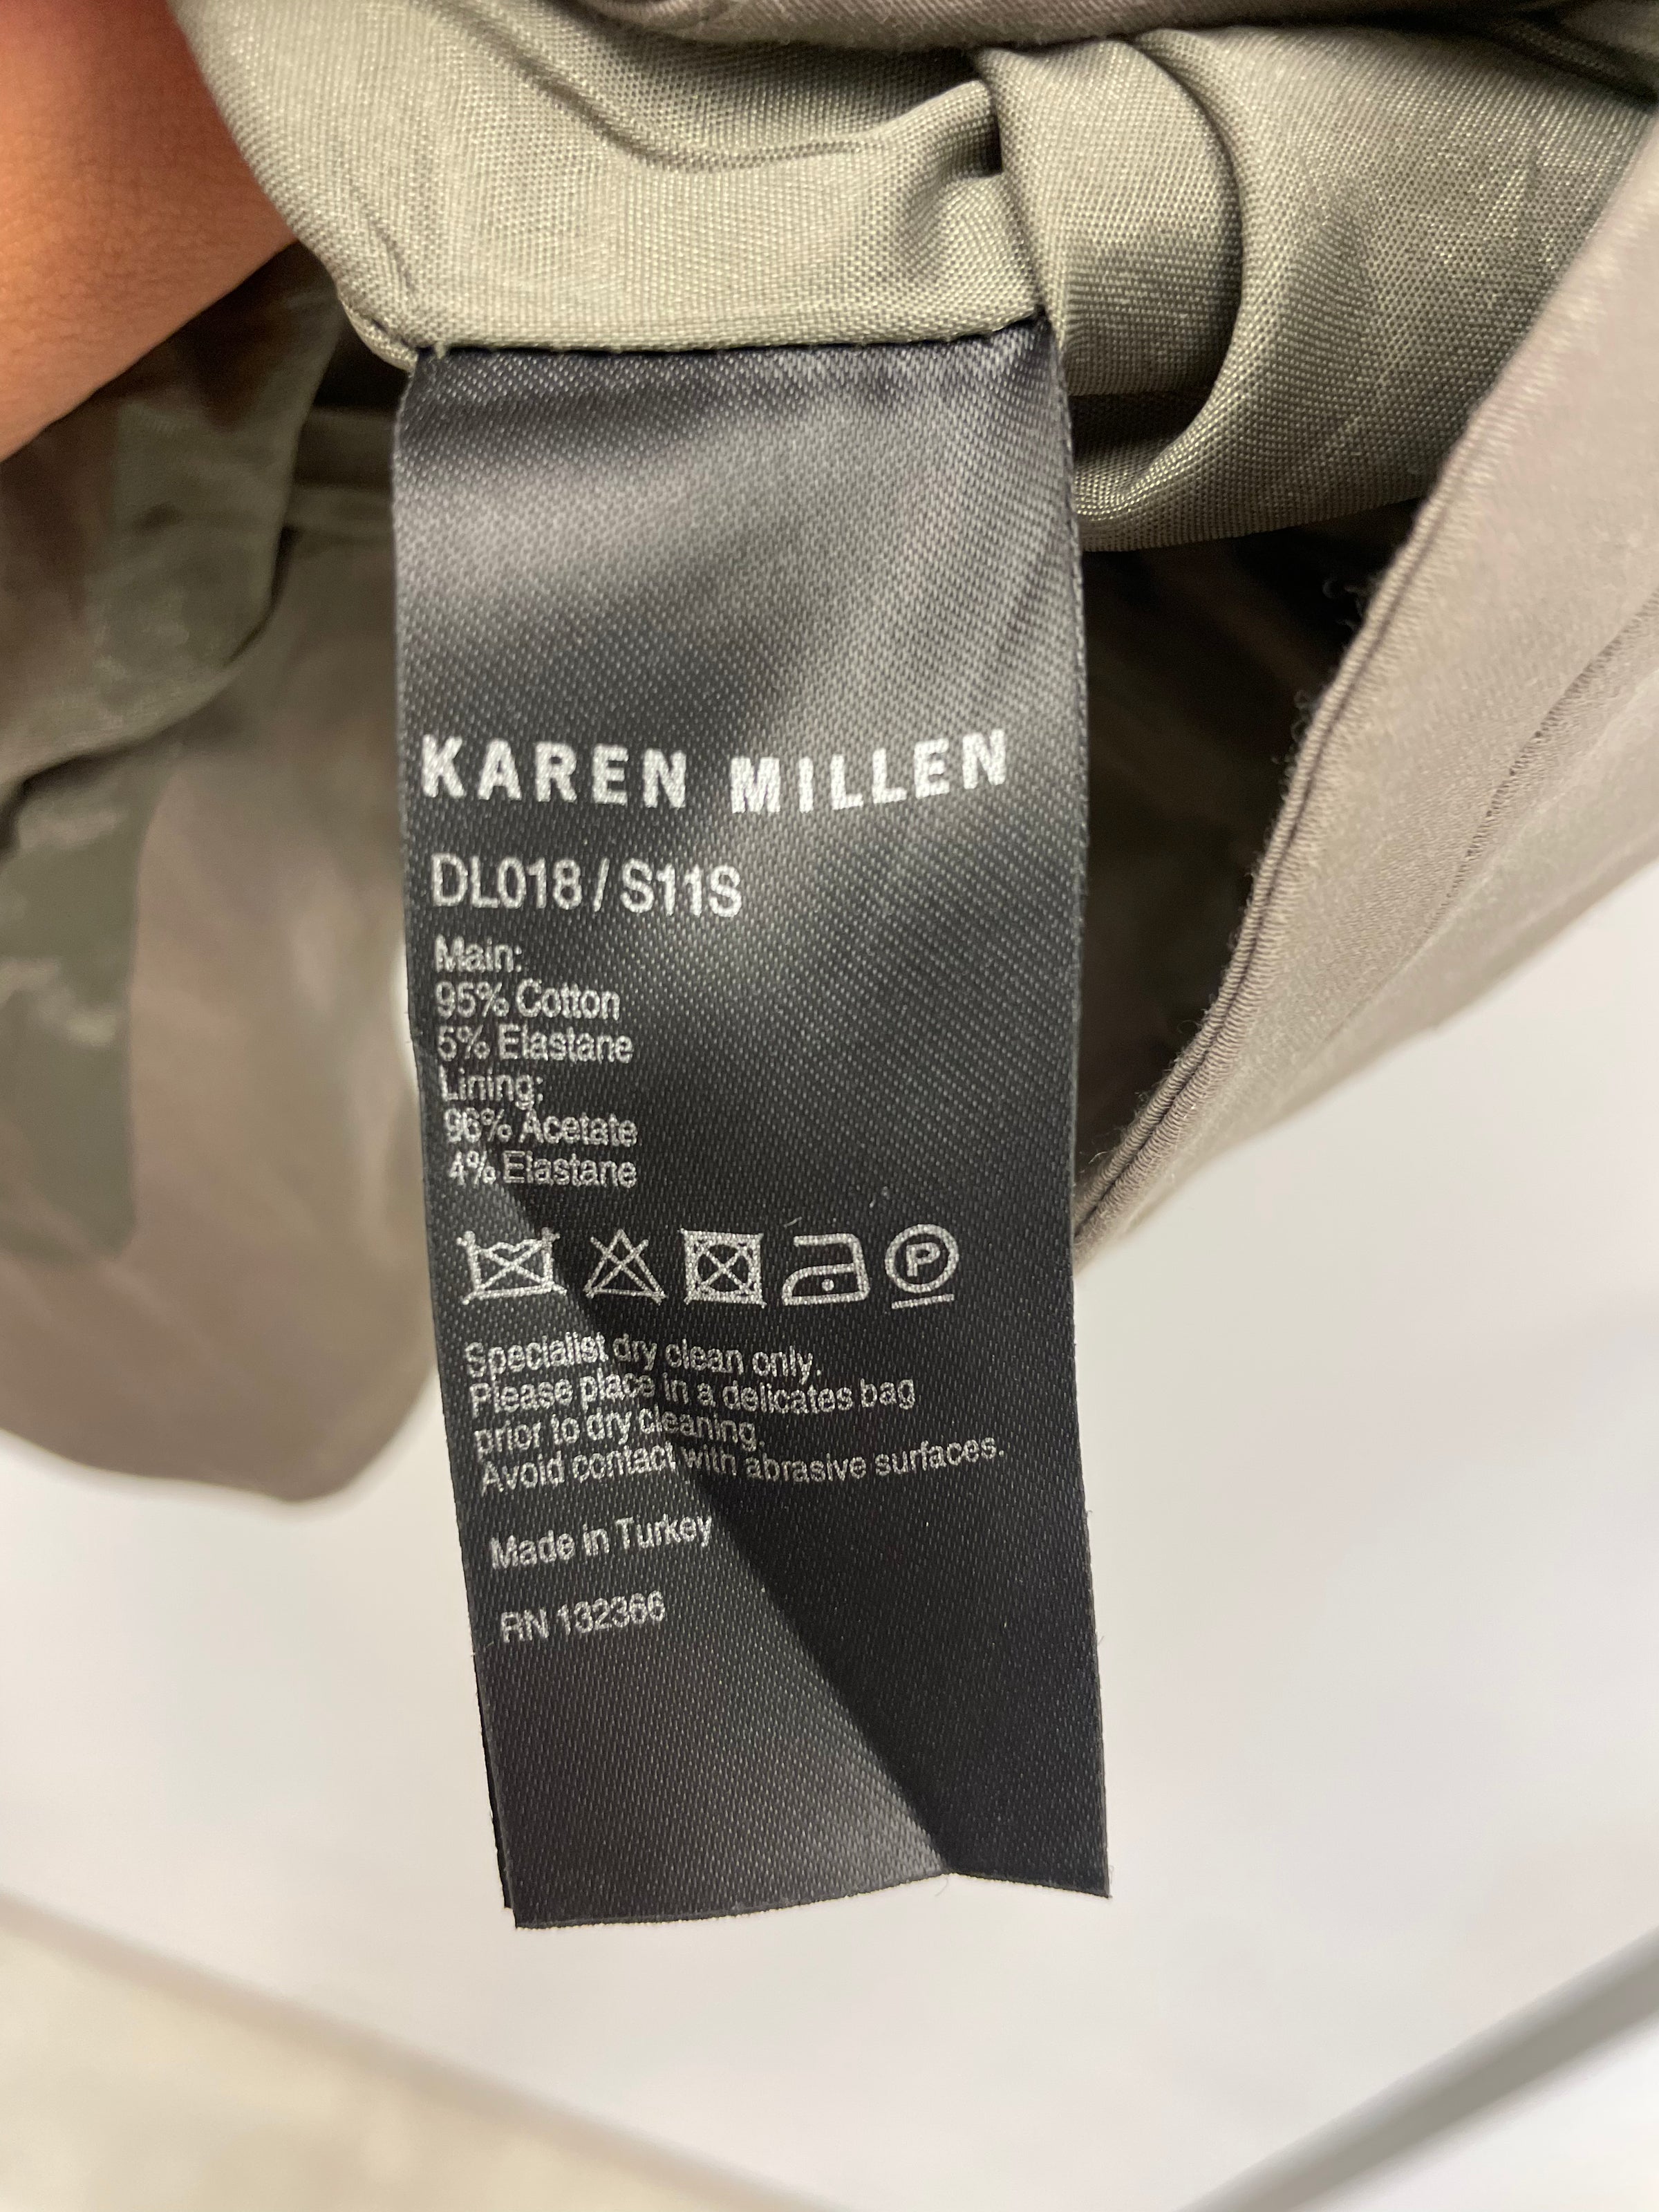 KAREN MILLEN
DL018 / S11S
Main:
95% Cotton
5% Elastane
Lining:
96% Acetate
4% Elastane
P
Specialist dry clean only.
Please place in a delicates bag
prior to dry cleaning.
Avoid contact with abrasive surfaces.
Made in Turkey
RN 132366